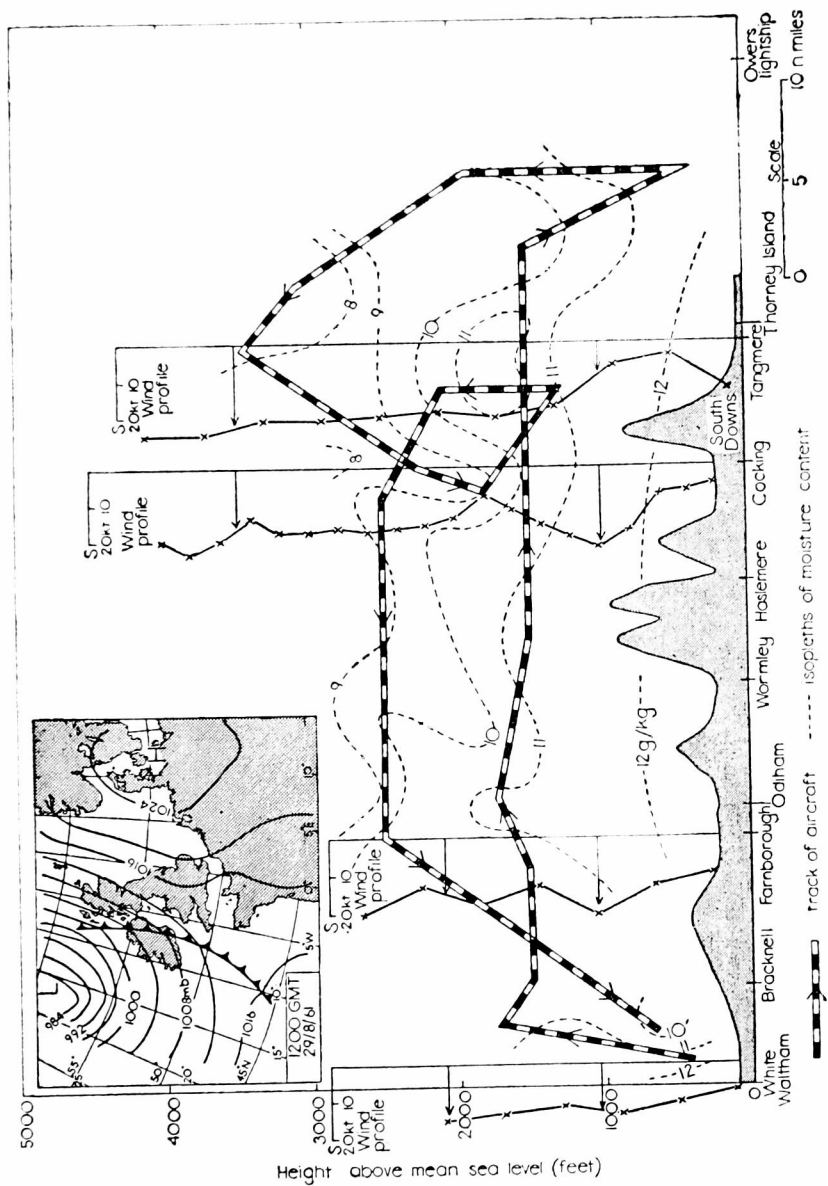 Height above mean sea level (feet)
5000
4000
3000
2000
1000
0
1200 GMT
29/8/61
L
984
992
1000
1008mb
1016
1016
1024
55°
50°
45°N
25°
20°
15°
10°
5°W
0°
5°E
10°
S
20kt 10
Wind
profile
S
20kt 10
Wind
profile
S
20kt 10
Wind
profile
S
20kt 10
Wind
profile
8
8
9
9
10
10
10
11
11
11
11
12
12
12g/kg
South
Downs
White
Waltham
Bracknell
Farnborough
Odiham
Wormley
Haslemere
Cocking
Tangmere
Thorney Island
Owers
lightship
Scale
0
5
10 n miles
track of aircraft
isopleths of moisture content